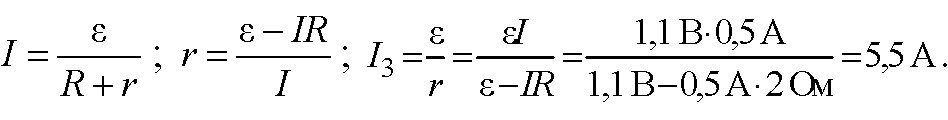 I = ε / (R + r) ; r = (ε − IR) / I ; I₃ = ε / r = εI / (ε − IR) = (1,1 В·0,5 А) / (1,1 В−0,5 А·2 Ом) = 5,5 А.